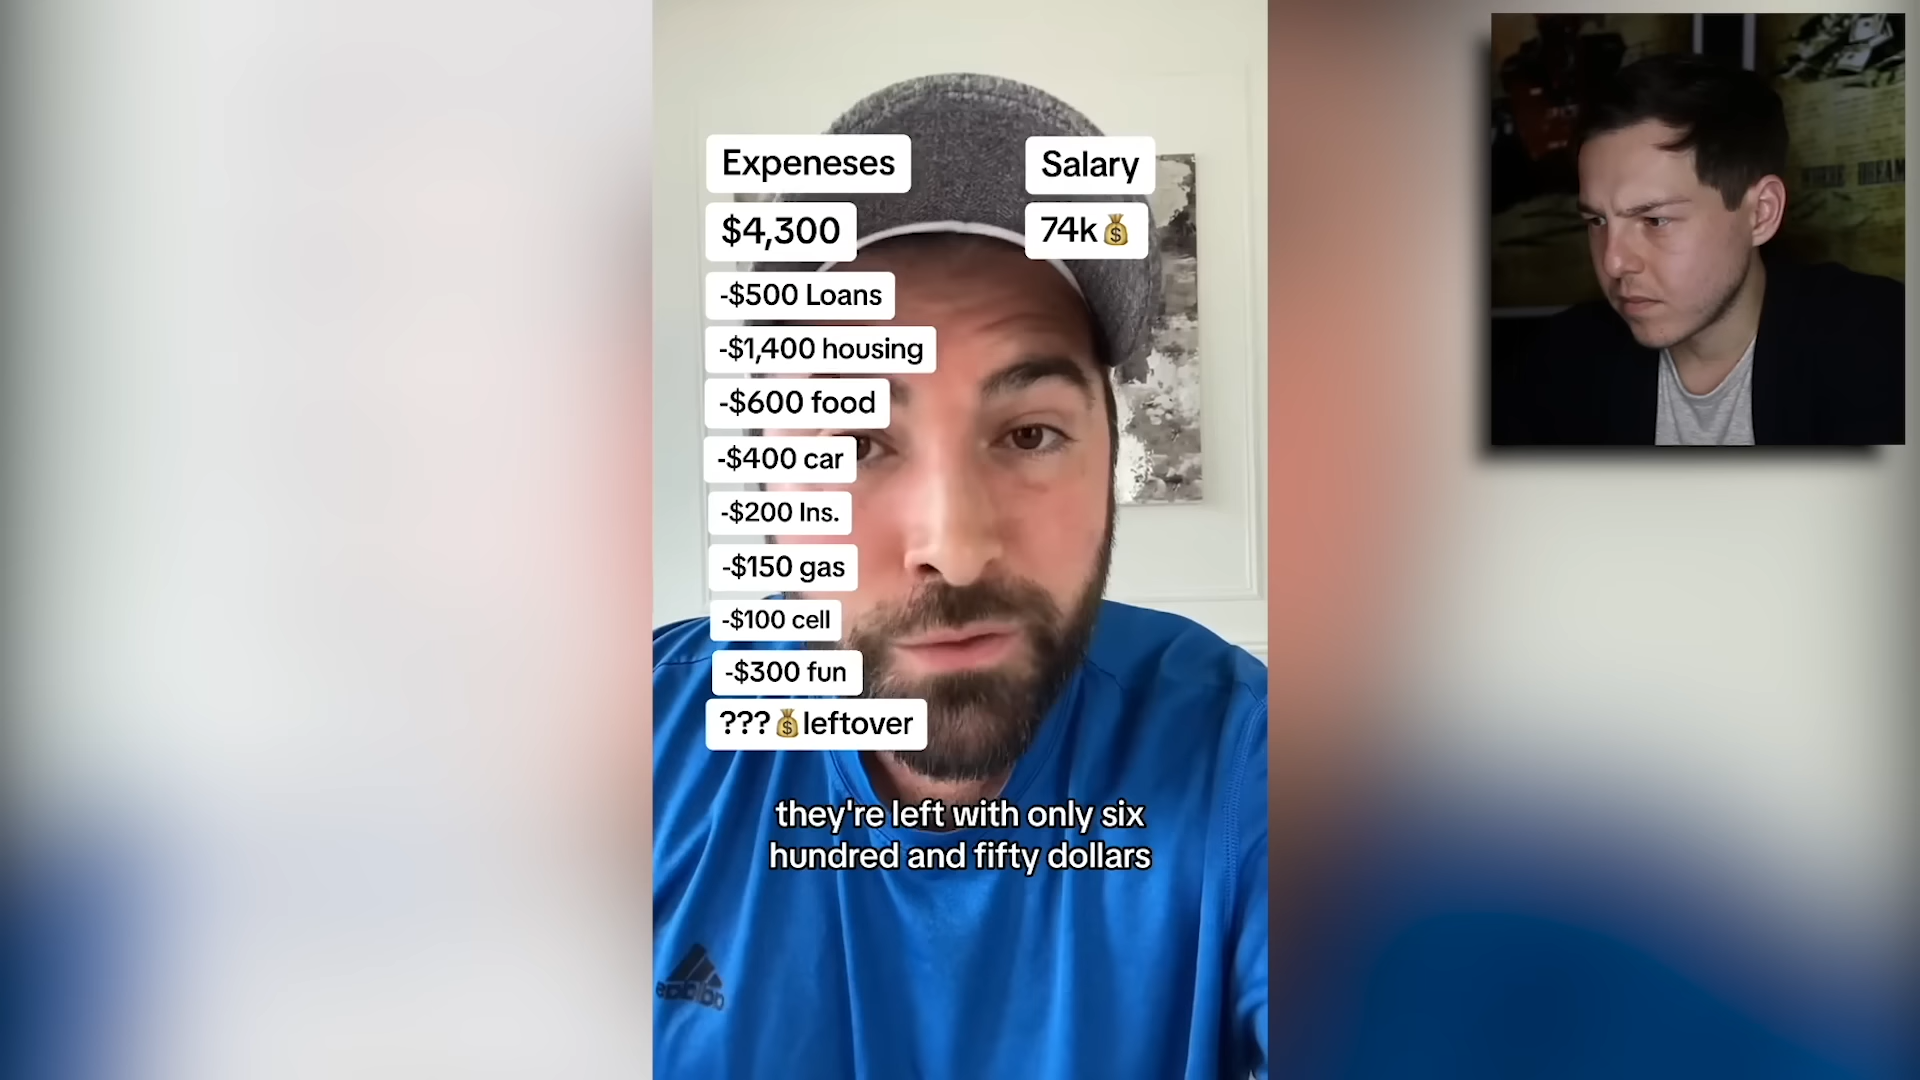 Expeneses
$4,300
-$500 Loans
-$1,400 housing
-$600 food
-$400 car
-$200 Ins.
-$150 gas
-$100 cell
-$300 fun
???💰leftover
Salary
74k💰
they're left with only six
hundred and fifty dollars
adidas